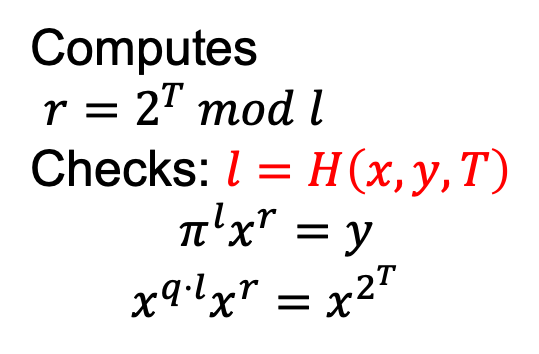 Computes
r = 2^T mod l
Checks: l = H(x, y, T)
π^l x^r = y
x^{q·l} x^r = x^{2^T}